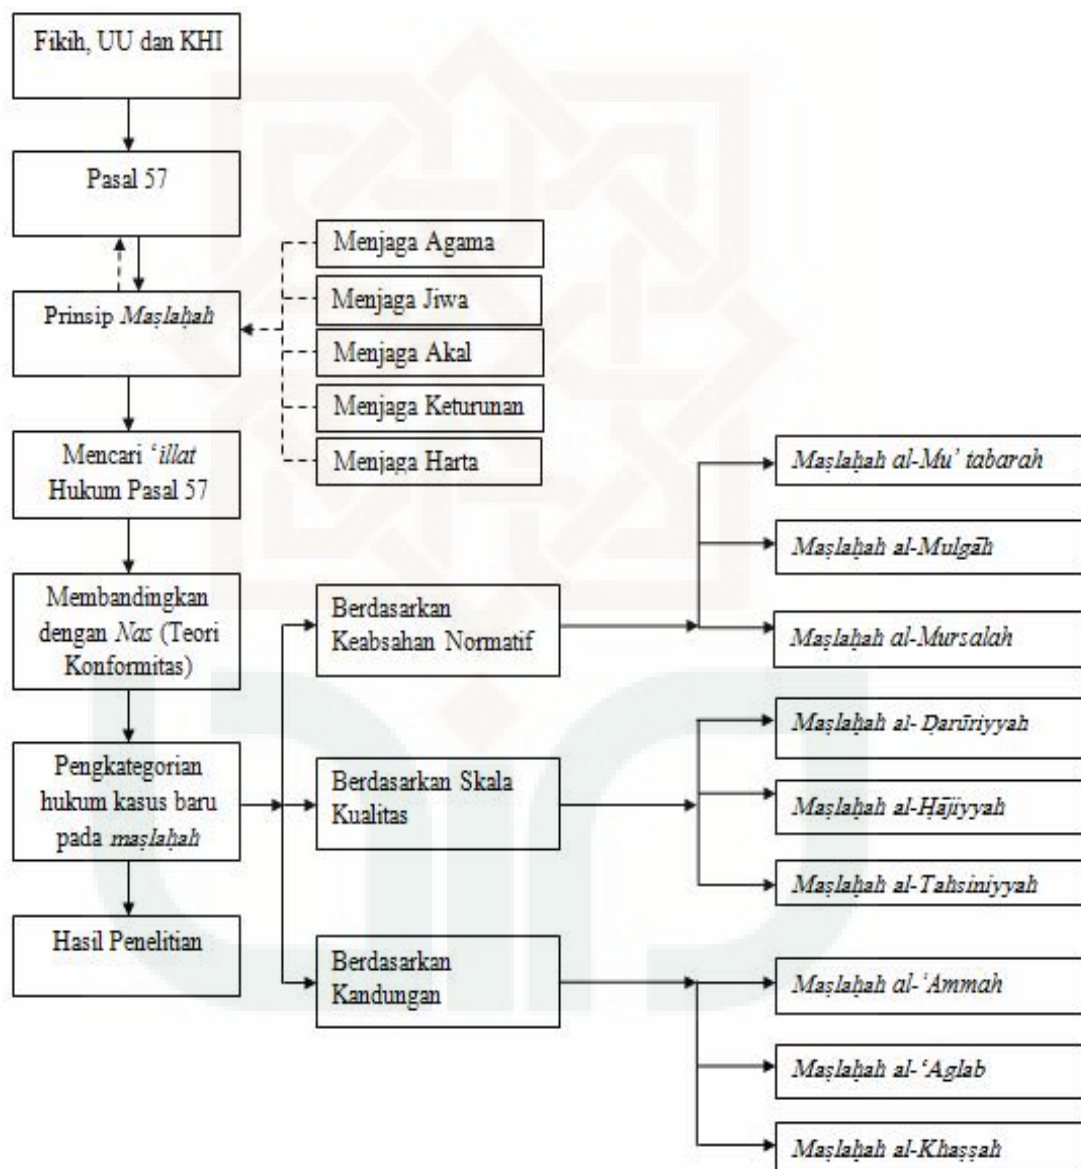 Fikih, UU dan KHI
Pasal 57
Prinsip Maṣlaḥah
Menjaga Agama
Menjaga Jiwa
Menjaga Akal
Menjaga Keturunan
Menjaga Harta
Mencari ‘illat
Hukum Pasal 57
Membandingkan
dengan Nas (Teori
Konformitas)
Pengkategorian
hukum kasus baru
pada maṣlaḥah
Hasil Penelitian
Berdasarkan
Keabsahan Normatif
Berdasarkan Skala
Kualitas
Berdasarkan
Kandungan
Maṣlaḥah al-Mu’ tabarah
Maṣlaḥah al-Mulgāh
Maṣlaḥah al-Mursalah
Maṣlaḥah al- Ḍarūriyyah
Maṣlaḥah al-Ḥājiyyah
Maṣlaḥah al-Tahsiniyyah
Maṣlaḥah al-‘Ammah
Maṣlaḥah al-‘Aglab
Maṣlaḥah al-Khaṣṣah